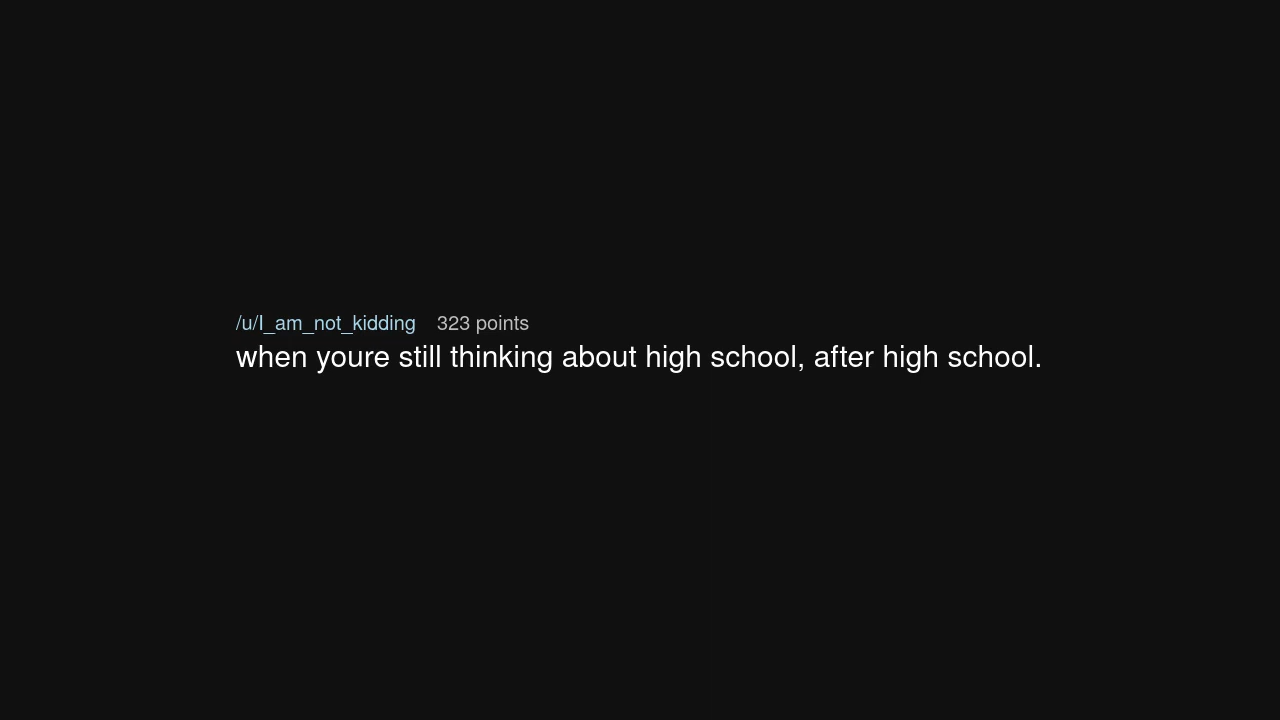 /u/I_am_not_kidding 323 points
when youre still thinking about high school, after high school.